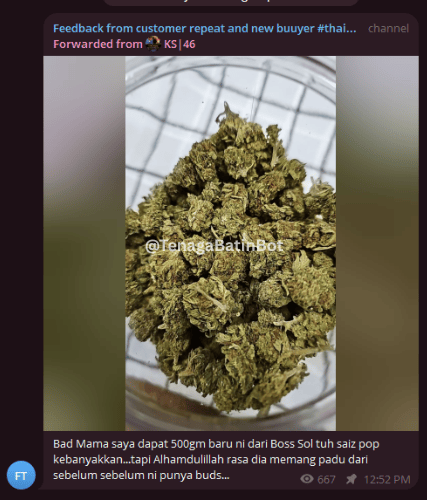 Feedback from customer repeat and new buuyer #thai...
channel
Forwarded from KS|46
@TenagaBatinBot
Bad Mama saya dapat 500gm baru ni dari Boss Sol tuh saiz pop
kebanyakkan...tapi Alhamdulillah rasa dia memang padu dari
sebelum sebelum ni punya buds...
667
12:52 PM
FT